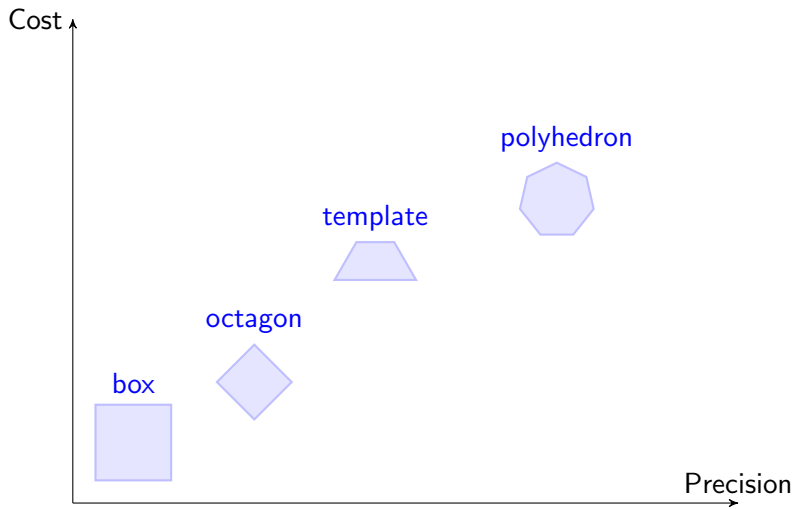 Cost
polyhedron
template
octagon
box
Precision